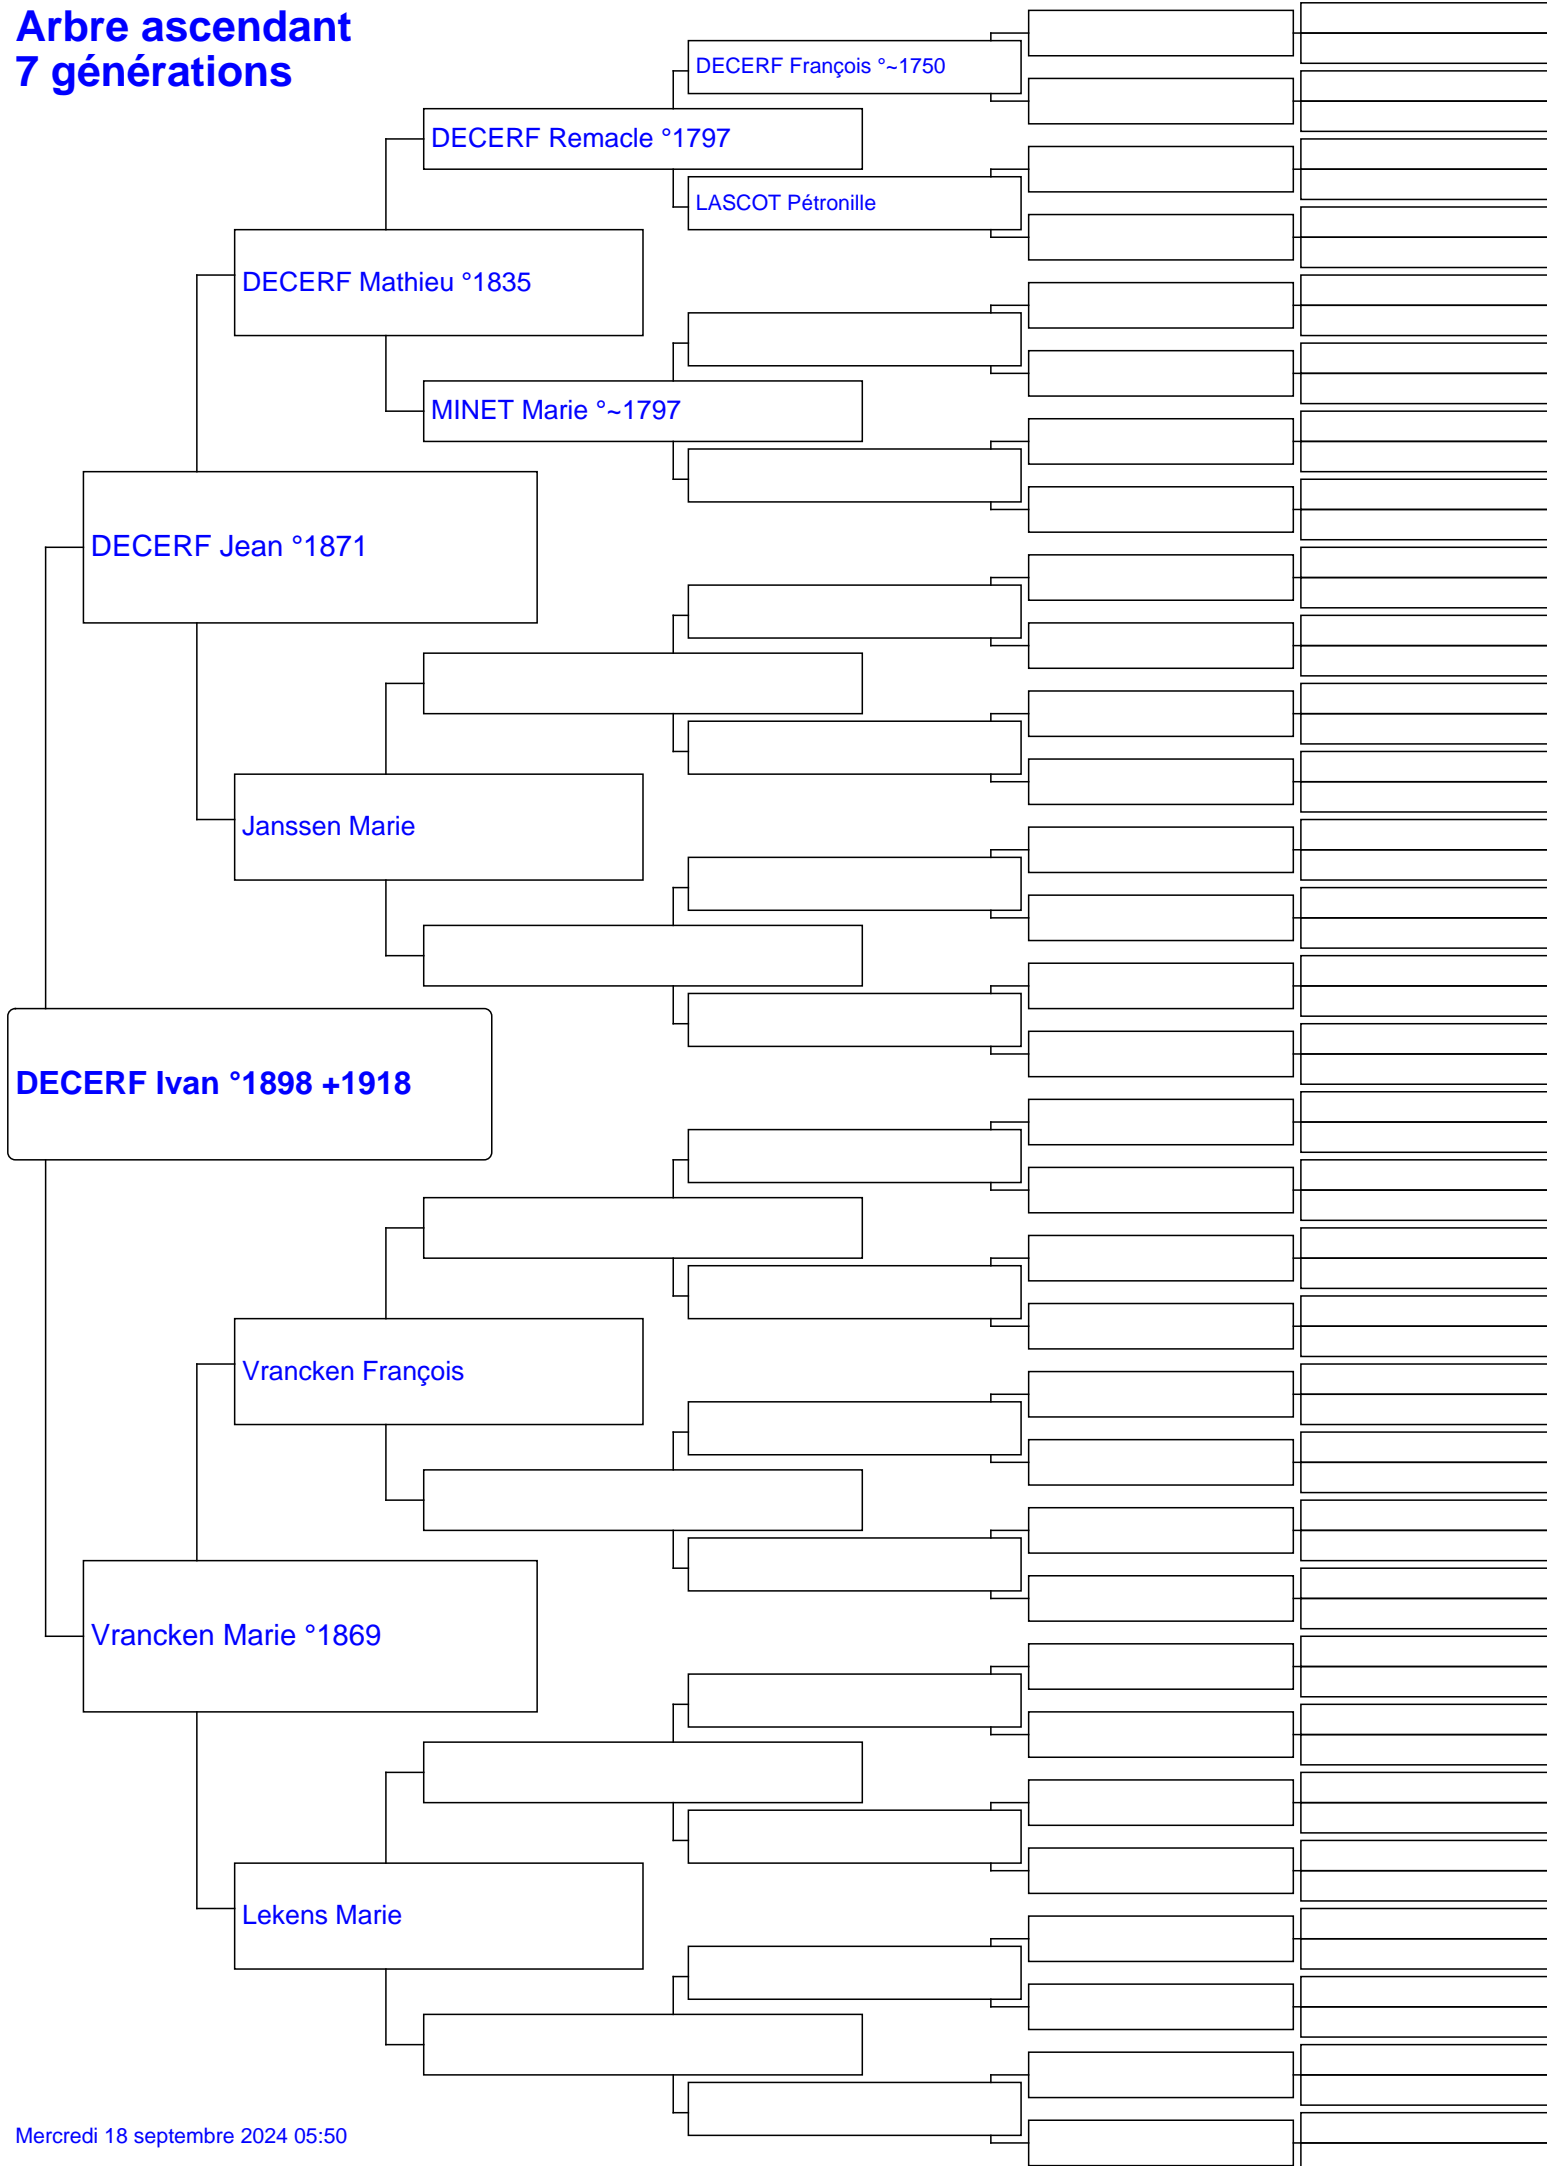 Arbre ascendant
7 générations
DECERF François °~1750
DECERF Remacle °1797
LASCOT Pétronille
DECERF Mathieu °1835
MINET Marie °~1797
DECERF Jean °1871
Janssen Marie
DECERF Ivan °1898 +1918
Vrancken François
Vrancken Marie °1869
Lekens Marie
Mercredi 18 septembre 2024 05:50